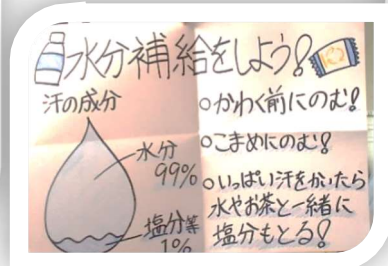 水分補給をしよう!
汗の成分
水分
99%
塩分等
1%
○かわく前にのむ!
○こまめにのむ!
○いっぱい汗をかいたら
水やお茶と一緒に
塩分もとる!